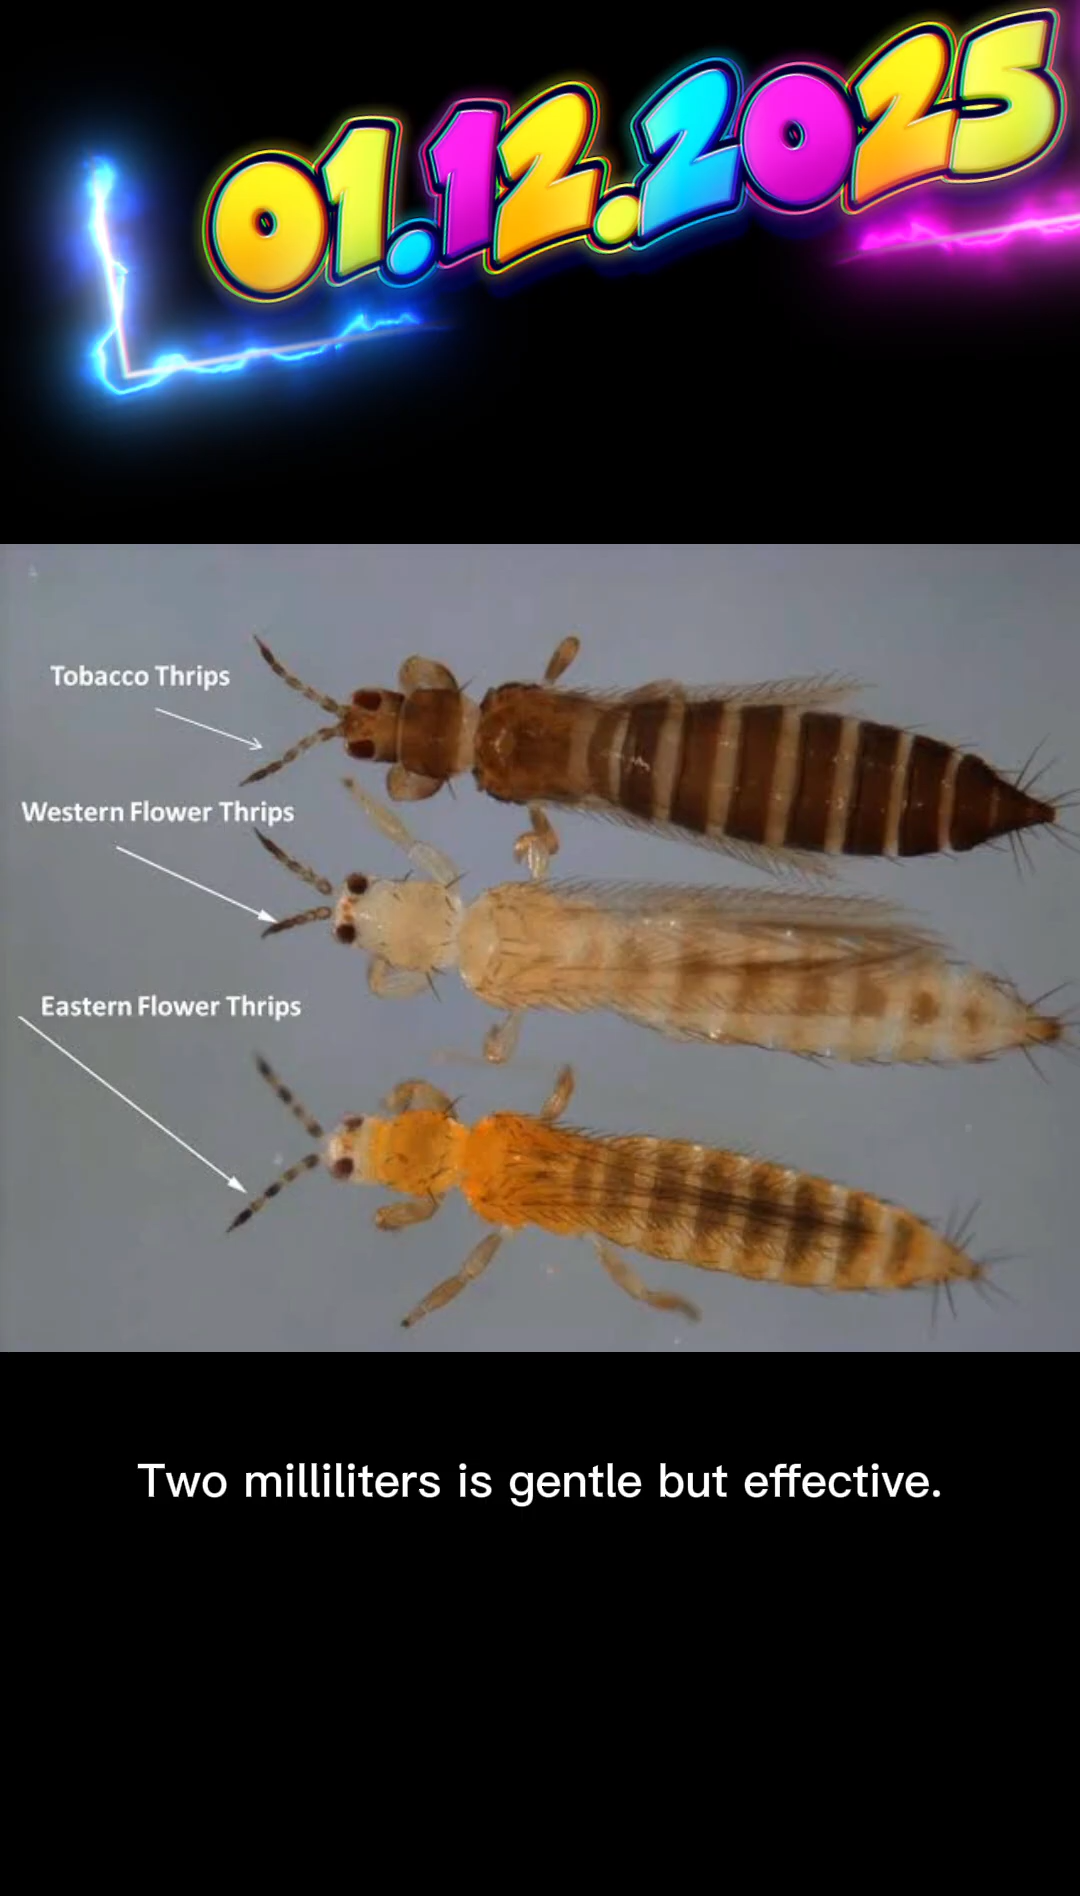 01.12.2025
Tobacco Thrips
Western Flower Thrips
Eastern Flower Thrips
Two milliliters is gentle but effective.